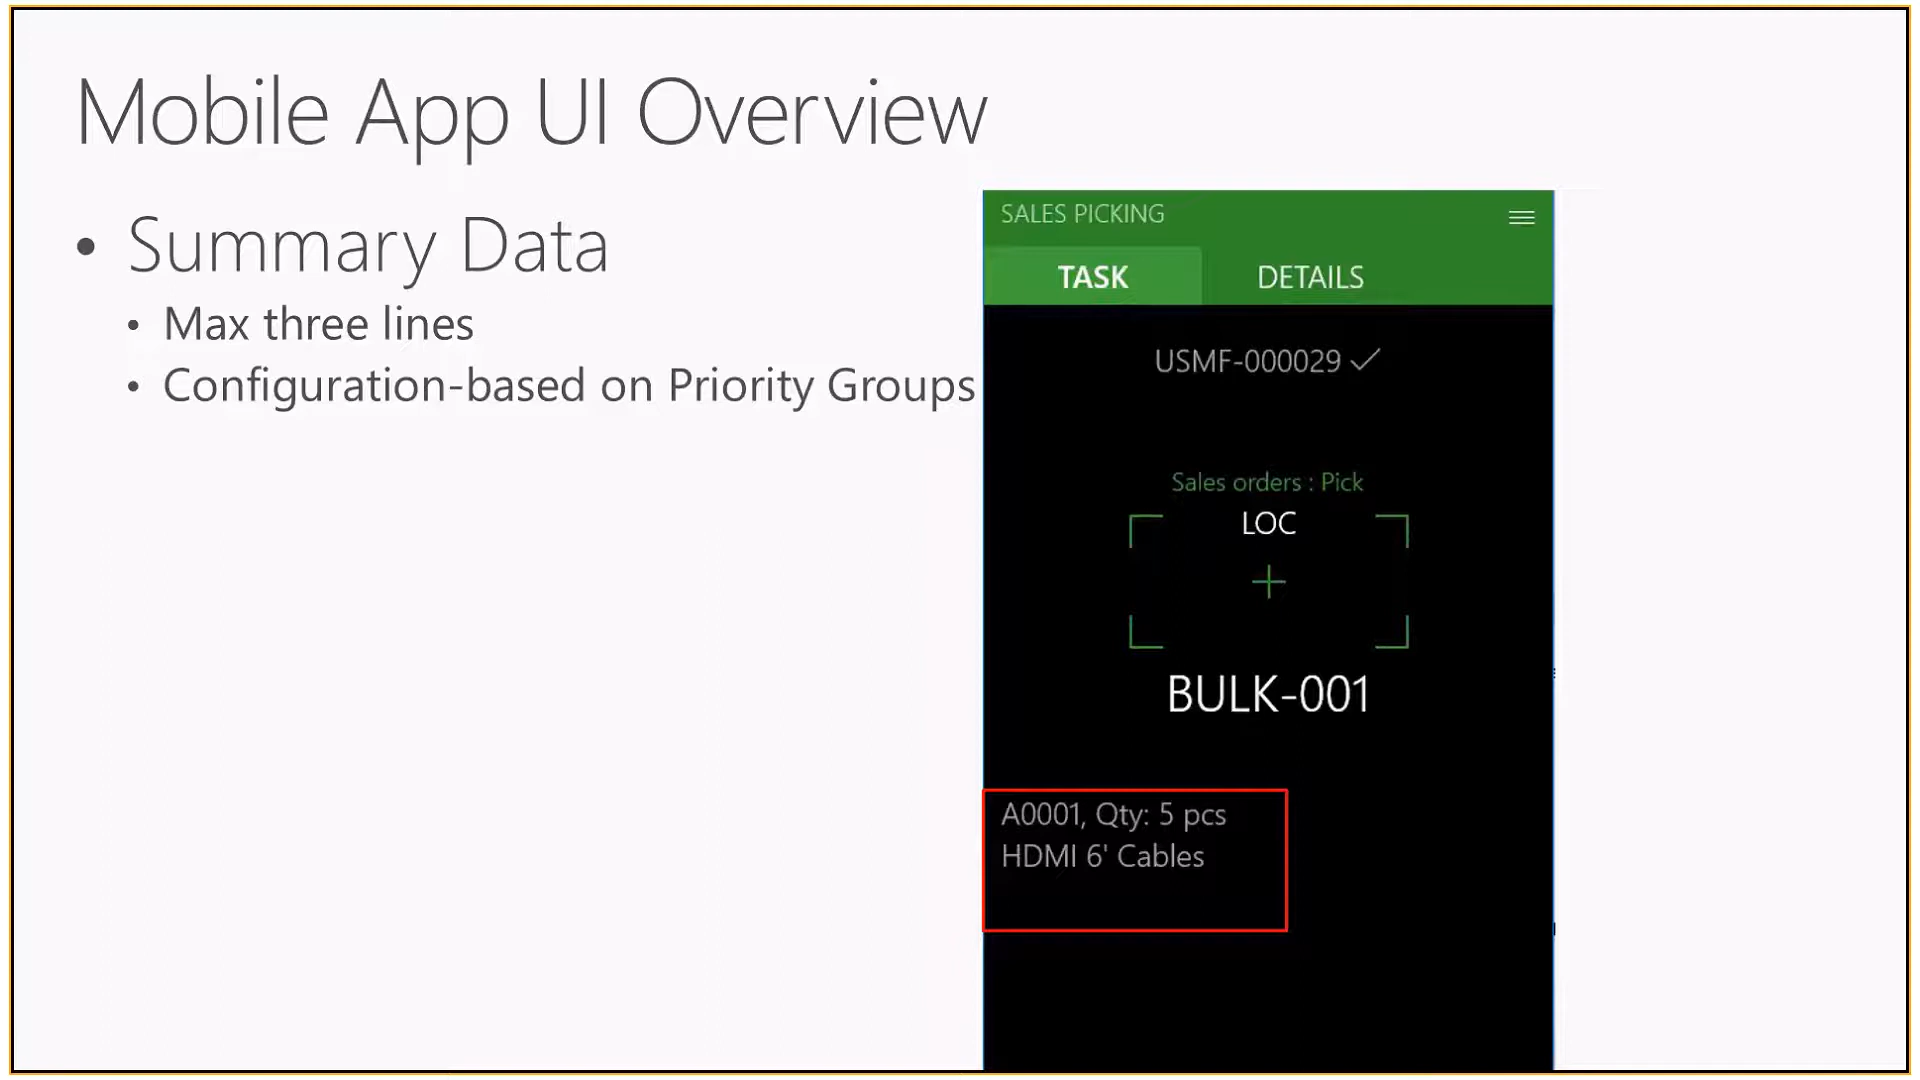 Mobile App UI Overview
• Summary Data
• Max three lines
• Configuration-based on Priority Groups
SALES PICKING
TASK DETAILS
USMF-000029
Sales orders : Pick
LOC
BULK-001
A0001, Qty: 5 pcs
HDMI 6' Cables